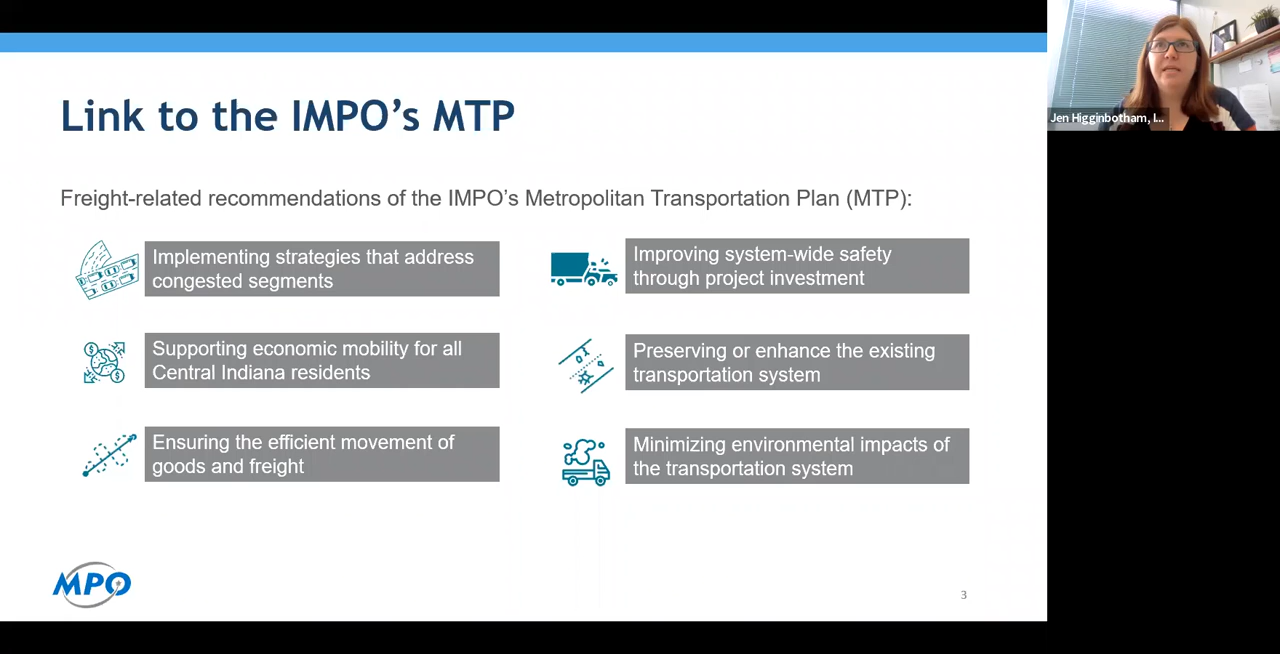 Link to the IMPO's MTP
Freight-related recommendations of the IMPO's Metropolitan Transportation Plan (MTP):
Implementing strategies that address
congested segments
Supporting economic mobility for all
Central Indiana residents
Ensuring the efficient movement of
goods and freight
Improving system-wide safety
through project investment
Preserving or enhance the existing
transportation system
Minimizing environmental impacts of
the transportation system
MPO
3
Jen Higginbotham, I...